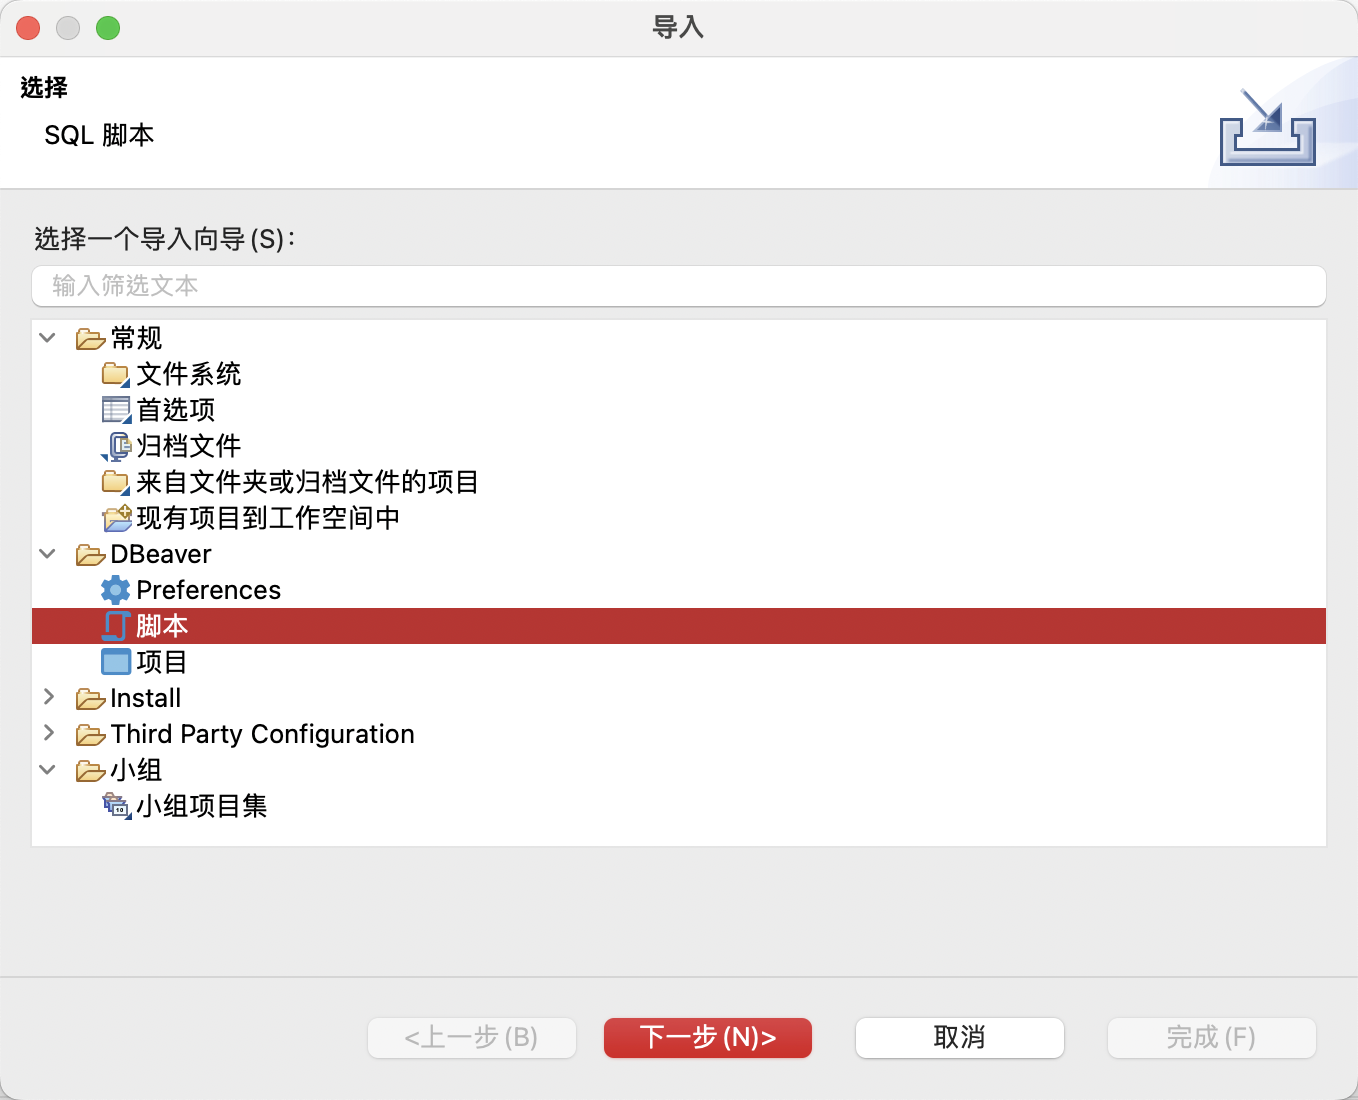 导入
选择
SQL 脚本
选择一个导入向导(S):
输入筛选文本
常规
文件系统
首选项
归档文件
来自文件夹或归档文件的项目
现有项目到工作空间中
DBeaver
Preferences
脚本
项目
Install
Third Party Configuration
小组
小组项目集
<上一步(B) 下一步(N)> 取消 完成(F)